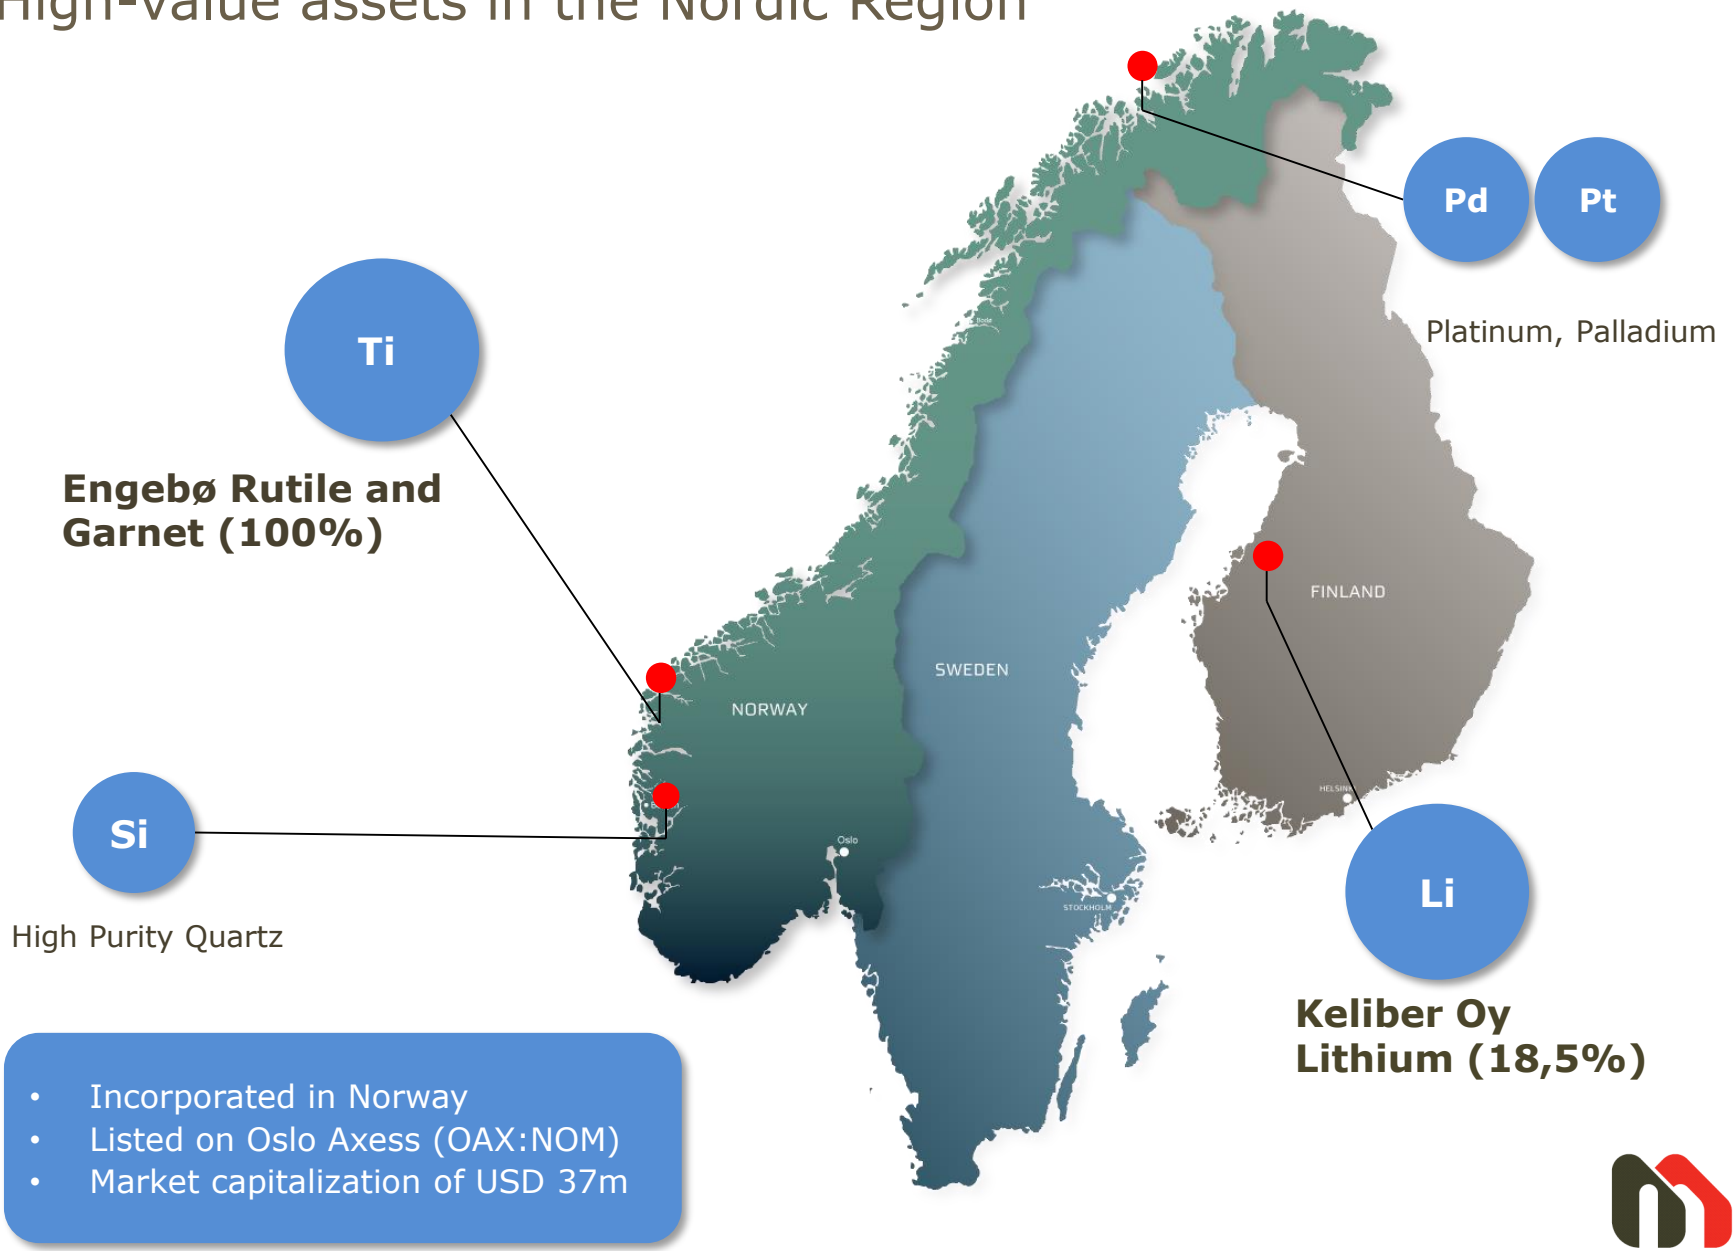 High-value assets in the Nordic Region
Pd
Pt
Platinum, Palladium
Bodø
Ti
Engebø Rutile and
Garnet (100%)
FINLAND
SWEDEN
NORWAY
HELSINKI
Si
Oslo
Li
STOCKHOLM
High Purity Quartz
Keliber Oy
Lithium (18,5%)
• Incorporated in Norway
• Listed on Oslo Axess (OAX:NOM)
• Market capitalization of USD 37m